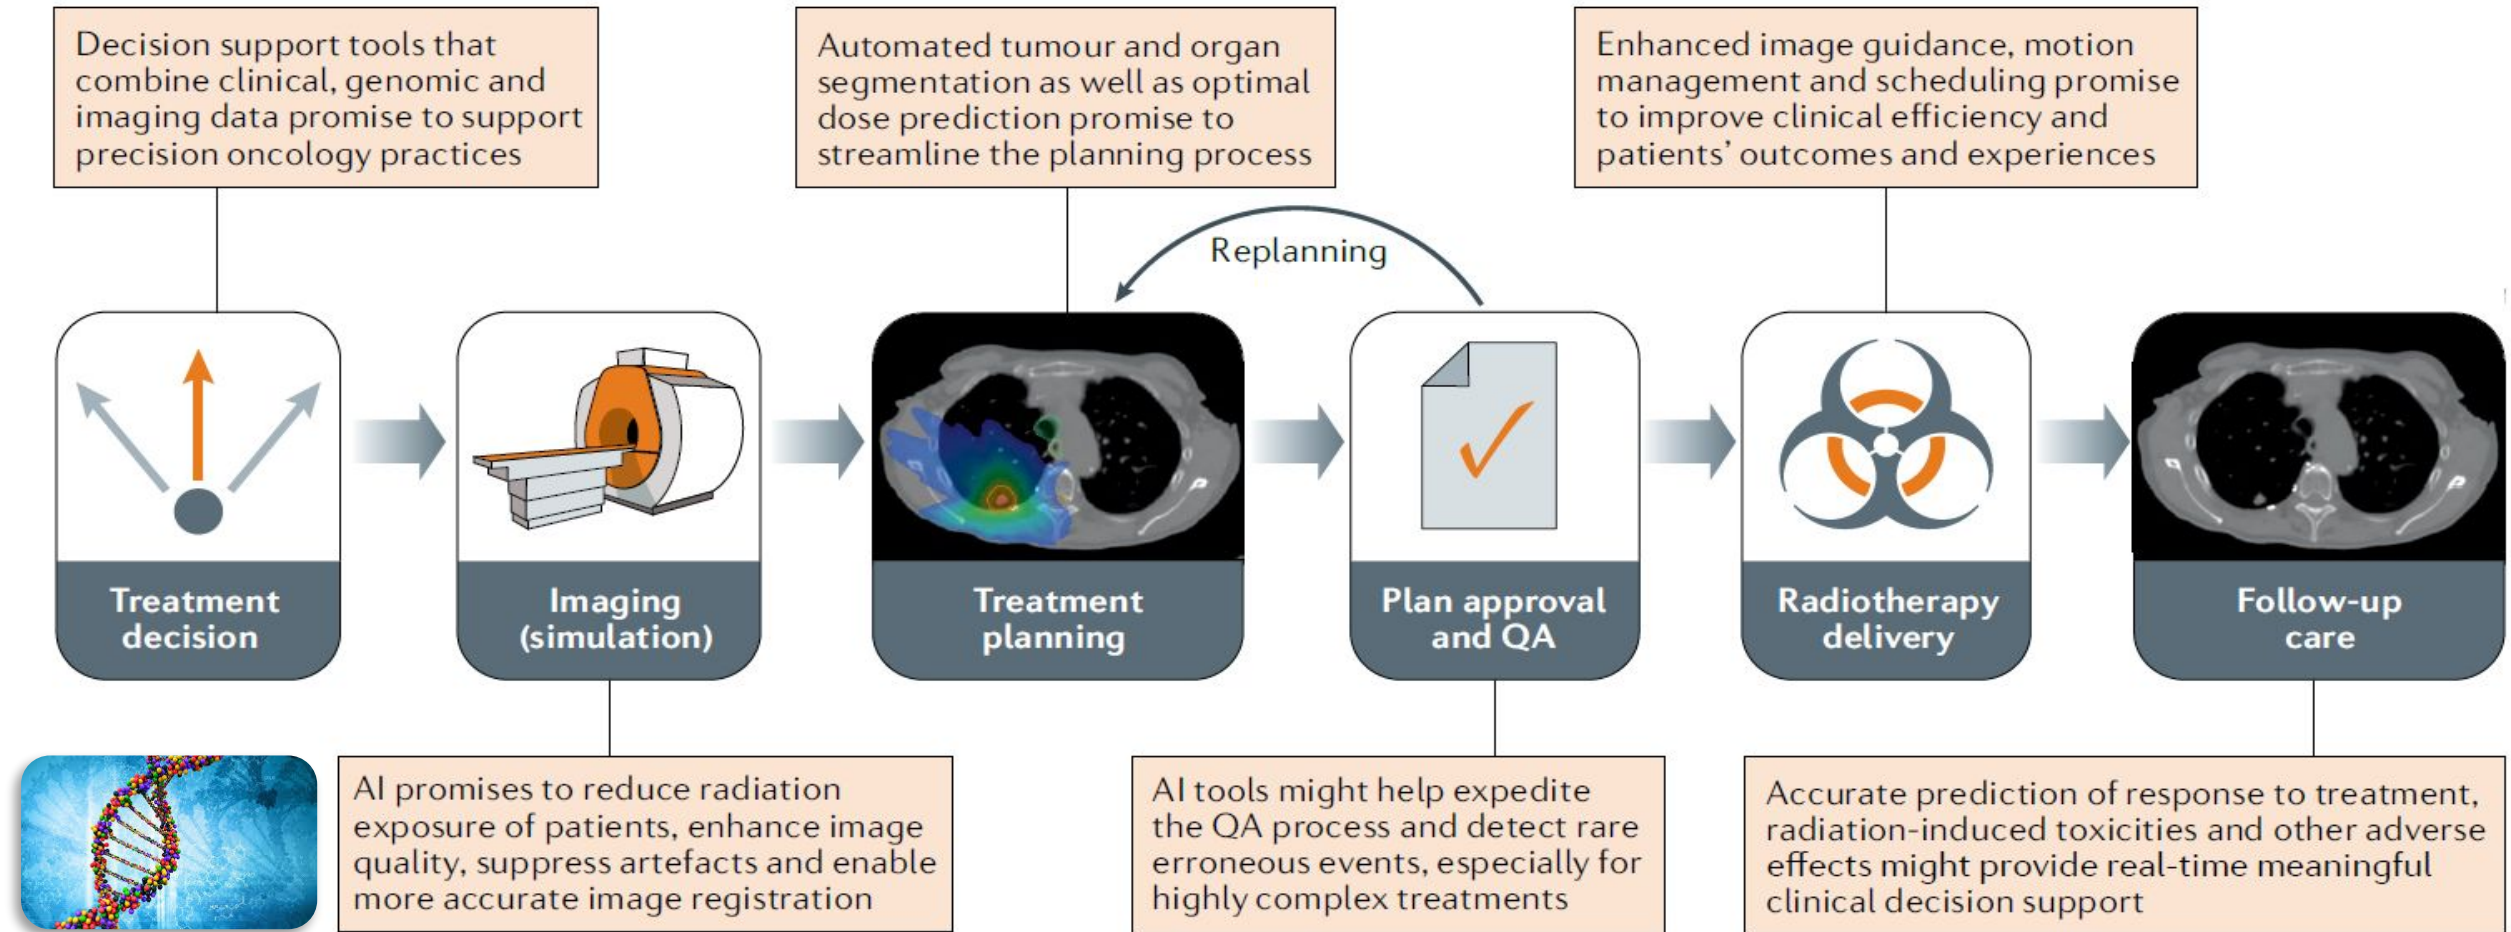 Decision support tools that
combine clinical, genomic and
imaging data promise to support
precision oncology practices
Automated tumour and organ
segmentation as well as optimal
dose prediction promise to
streamline the planning process
Enhanced image guidance, motion
management and scheduling promise
to improve clinical efficiency and
patients’ outcomes and experiences
Replanning
Treatment
decision
Imaging
(simulation)
Treatment
planning
Plan approval
and QA
Radiotherapy
delivery
Follow-up
care
AI promises to reduce radiation
exposure of patients, enhance image
quality, suppress artefacts and enable
more accurate image registration
AI tools might help expedite
the QA process and detect rare
erroneous events, especially for
highly complex treatments
Accurate prediction of response to treatment,
radiation-induced toxicities and other adverse
effects might provide real-time meaningful
clinical decision support